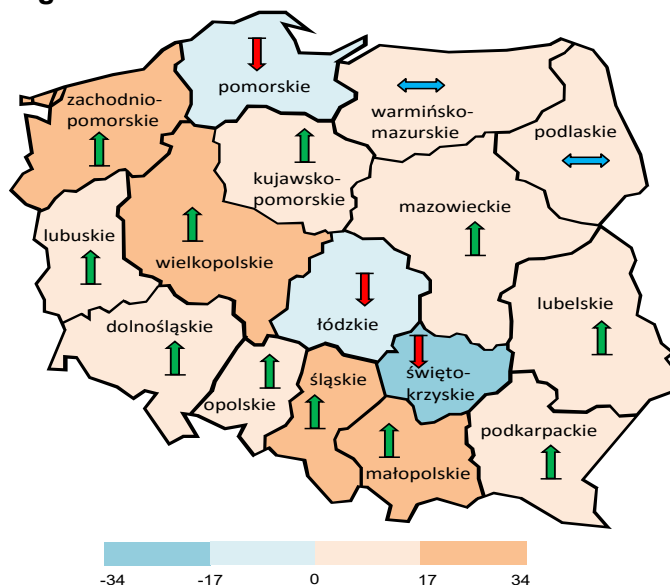 pomorskie
zachodnio-
pomorskie
warmińsko-
mazurskie
podlaskie
kujawsko-
pomorskie
mazowieckie
lubuskie
wielkopolskie
lubelskie
dolnośląskie
łódzkie
śląskie
święto-
krzyskie
opolskie
podkarpackie
małopolskie
-34 -17 0 17 34